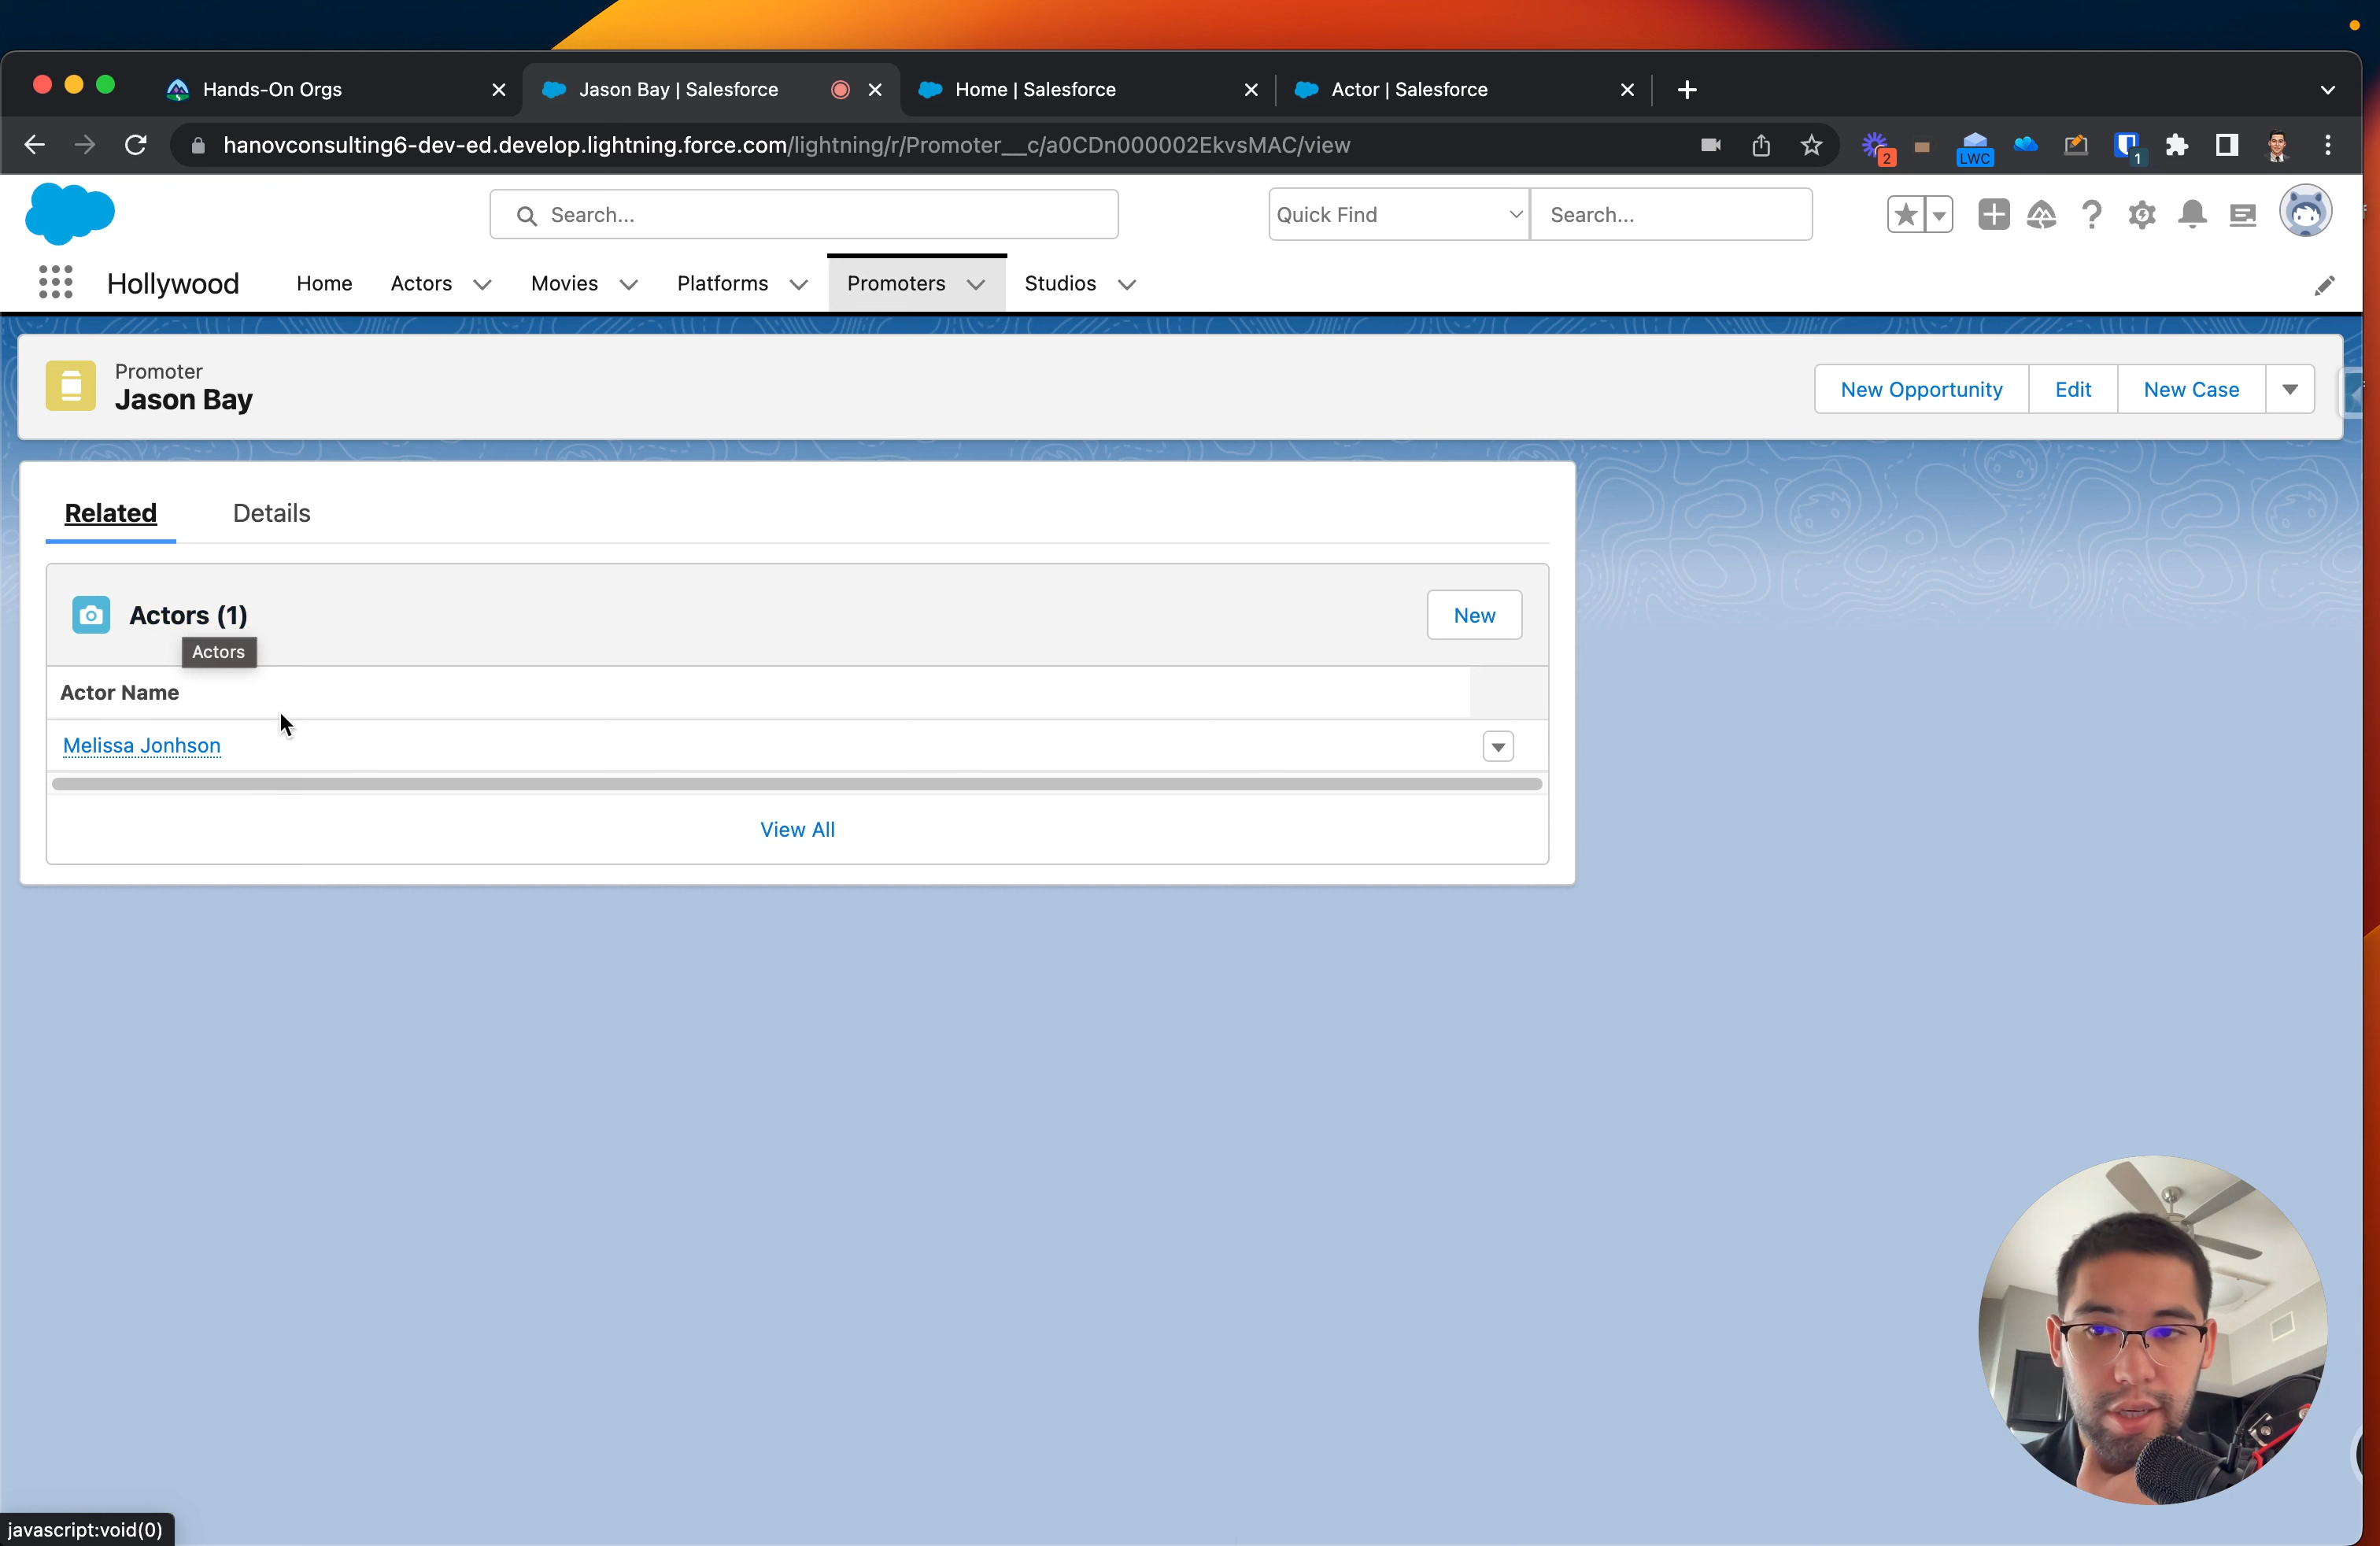 Hands-On Orgs
Jason Bay | Salesforce
Home | Salesforce
Actor | Salesforce
hanovconsulting6-dev-ed.develop.lightning.force.com/lightning/r/Promoter__c/a0CDn000002EkvsMAC/view
2
LWC
1
Search...
Quick Find
Search...
Hollywood
Home
Actors
Movies
Platforms
Promoters
Studios
Promoter
Jason Bay
New Opportunity
Edit
New Case
Related
Details
Actors (1)
New
Actors
Actor Name
Melissa Jonhson
View All
javascript:void(0)